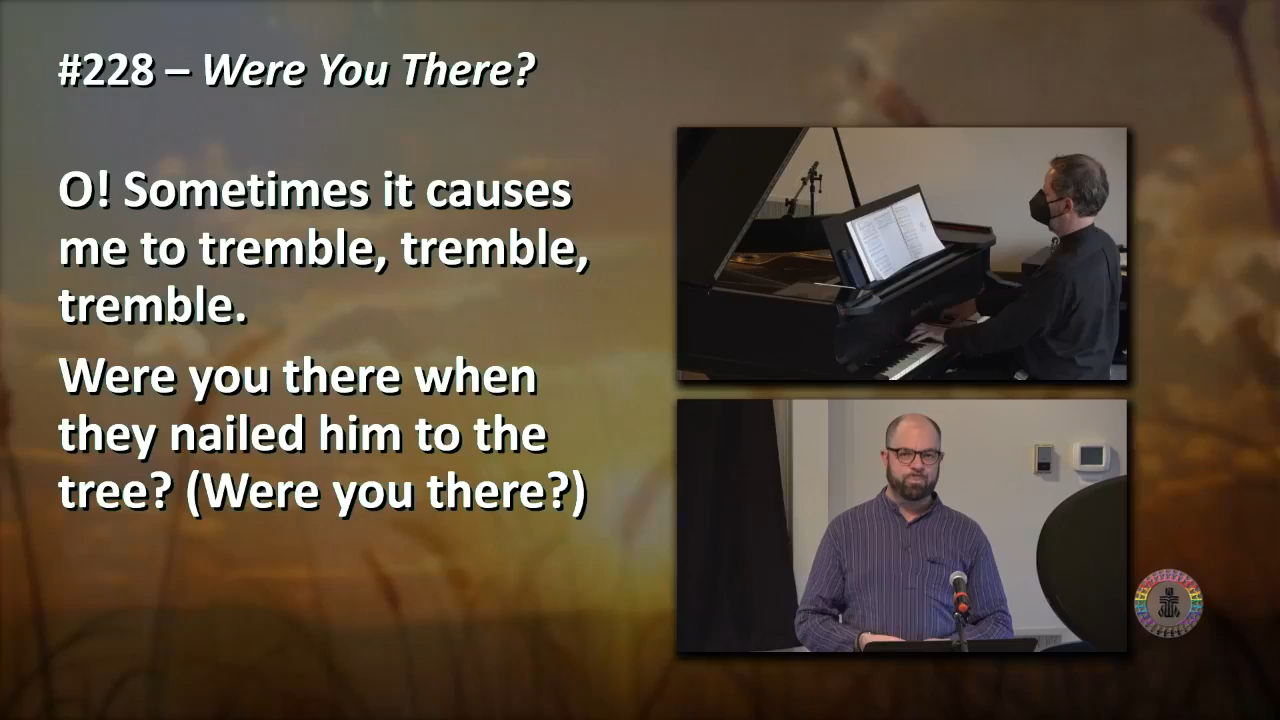 #228 – Were You There?
O! Sometimes it causes
me to tremble, tremble,
tremble.
Were you there when
they nailed him to the
tree? (Were you there?)